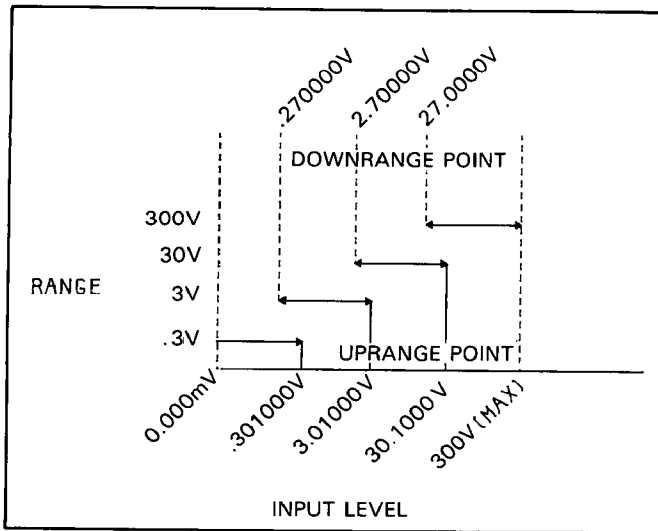 .270000V
2.70000V
27.0000V
DOWNRANGE POINT
300V
30V
RANGE
3V
.3V
UPRANGE POINT
0.000mV
.301000V
3.01000V
30.1000V
300V(MAX)
INPUT LEVEL